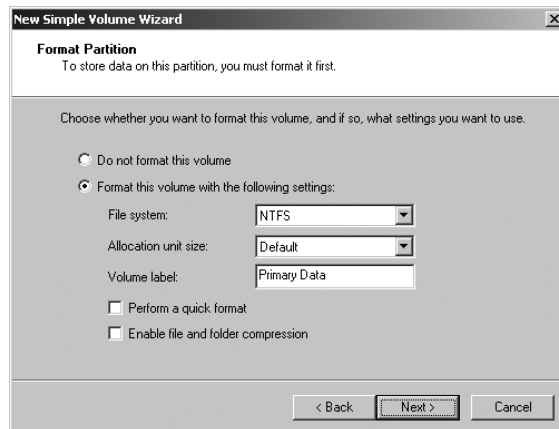 New Simple Volume Wizard
Format Partition
To store data on this partition, you must format it first.
Choose whether you want to format this volume, and if so, what settings you want to use.
Do not format this volume
Format this volume with the following settings:
File system: NTFS
Allocation unit size: Default
Volume label: Primary Data
Perform a quick format
Enable file and folder compression
< Back Next > Cancel